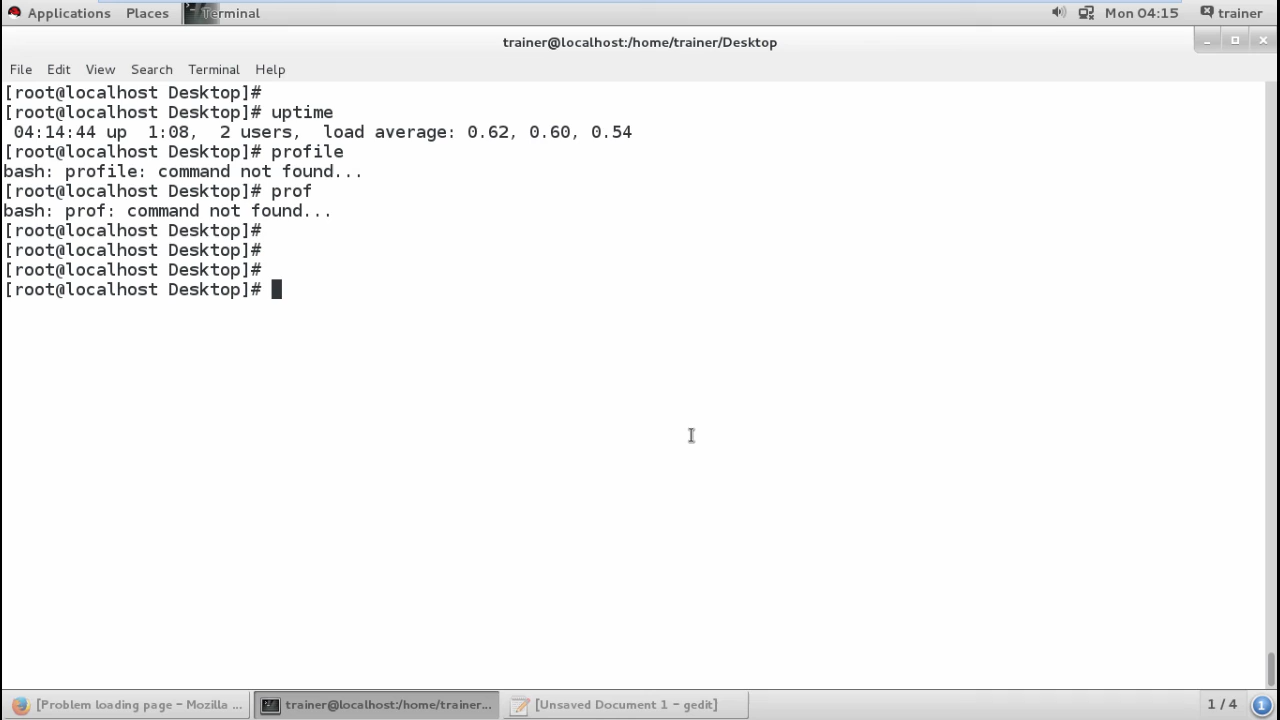 Applications Places Terminal Mon 04:15 trainer
trainer@localhost:/home/trainer/Desktop
File Edit View Search Terminal Help
[root@localhost Desktop]#
[root@localhost Desktop]# uptime
 04:14:44 up  1:08,  2 users,  load average: 0.62, 0.60, 0.54
[root@localhost Desktop]# profile
bash: profile: command not found...
[root@localhost Desktop]# prof
bash: prof: command not found...
[root@localhost Desktop]#
[root@localhost Desktop]#
[root@localhost Desktop]#
[root@localhost Desktop]#
[Problem loading page - Mozilla ... trainer@localhost:/home/trainer... [Unsaved Document 1 - gedit] 1 / 4 1